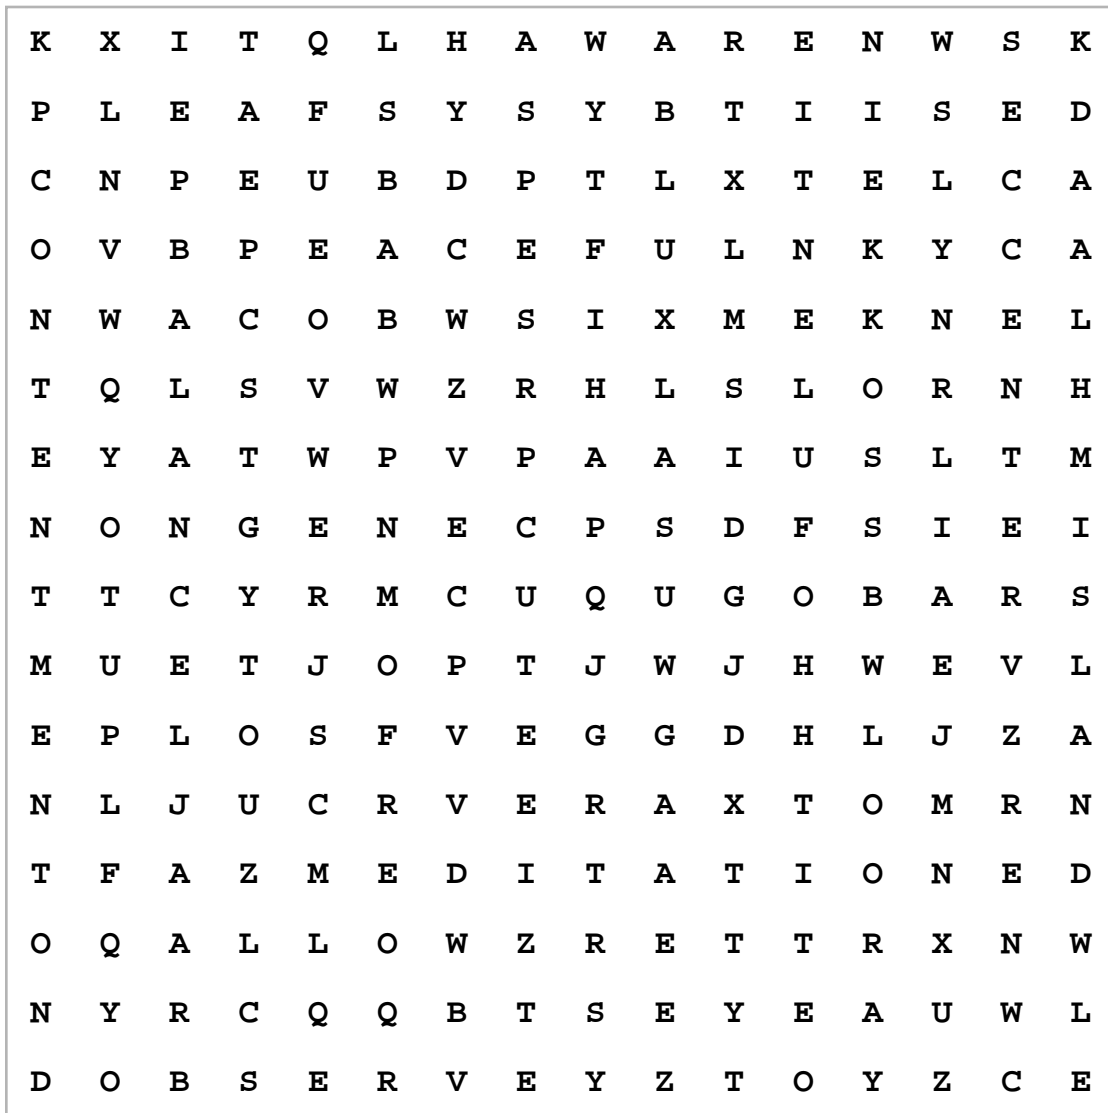 K X I T Q L H A W A R E N W S K
P L E A F S Y S Y B T I I S E D
C N P E U B D P T L X T E L C A
O V B P E A C E F U L N K Y C A
N W A C O B W S I X M E K N E L
T Q L S V W Z R H L S L O R N H
E Y A T W P V P A A I U S L T M
N O N G E N E C P S D F S I E I
T T C Y R M C U Q U G O B A R S
M U E T J O P T J W J H W E V L
E P L O S F V E G G D H L J Z A
N L J U C R V E R A X T O M R N
T F A Z M E D I T A T I O N E D
O Q A L L O W Z R E T T R X N W
N Y R C Q Q B T S E Y E A U W L
D O B S E R V E Y Z T O Y Z C E